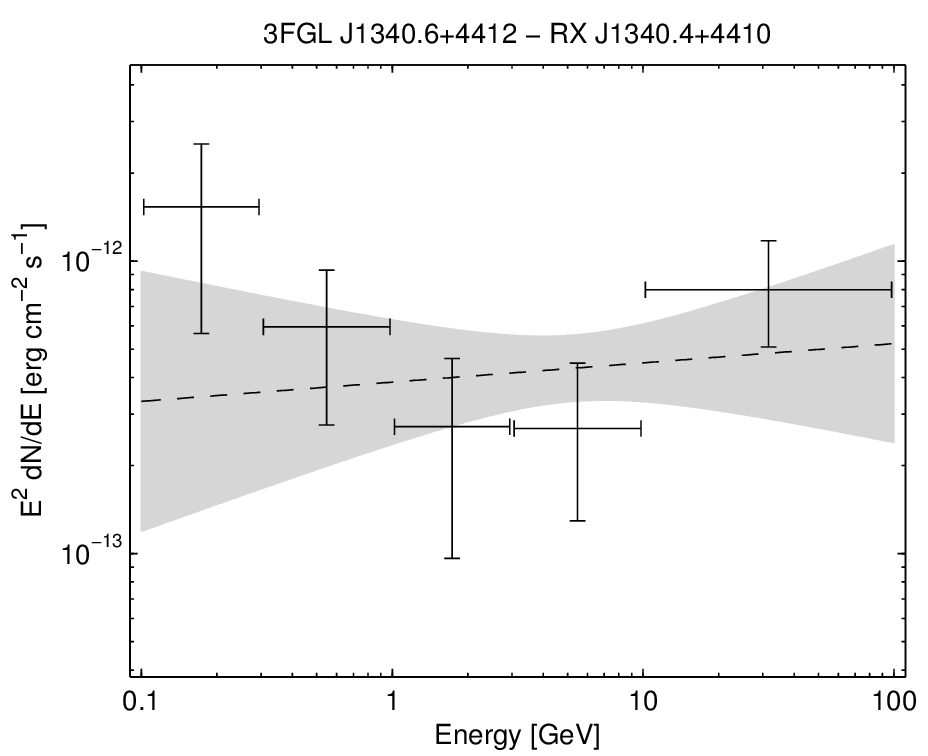 3FGL J1340.6+4412 − RX J1340.4+4410
E² dN/dE [erg cm⁻² s⁻¹]
10⁻¹²
10⁻¹³
0.1 1 10 100
Energy [GeV]